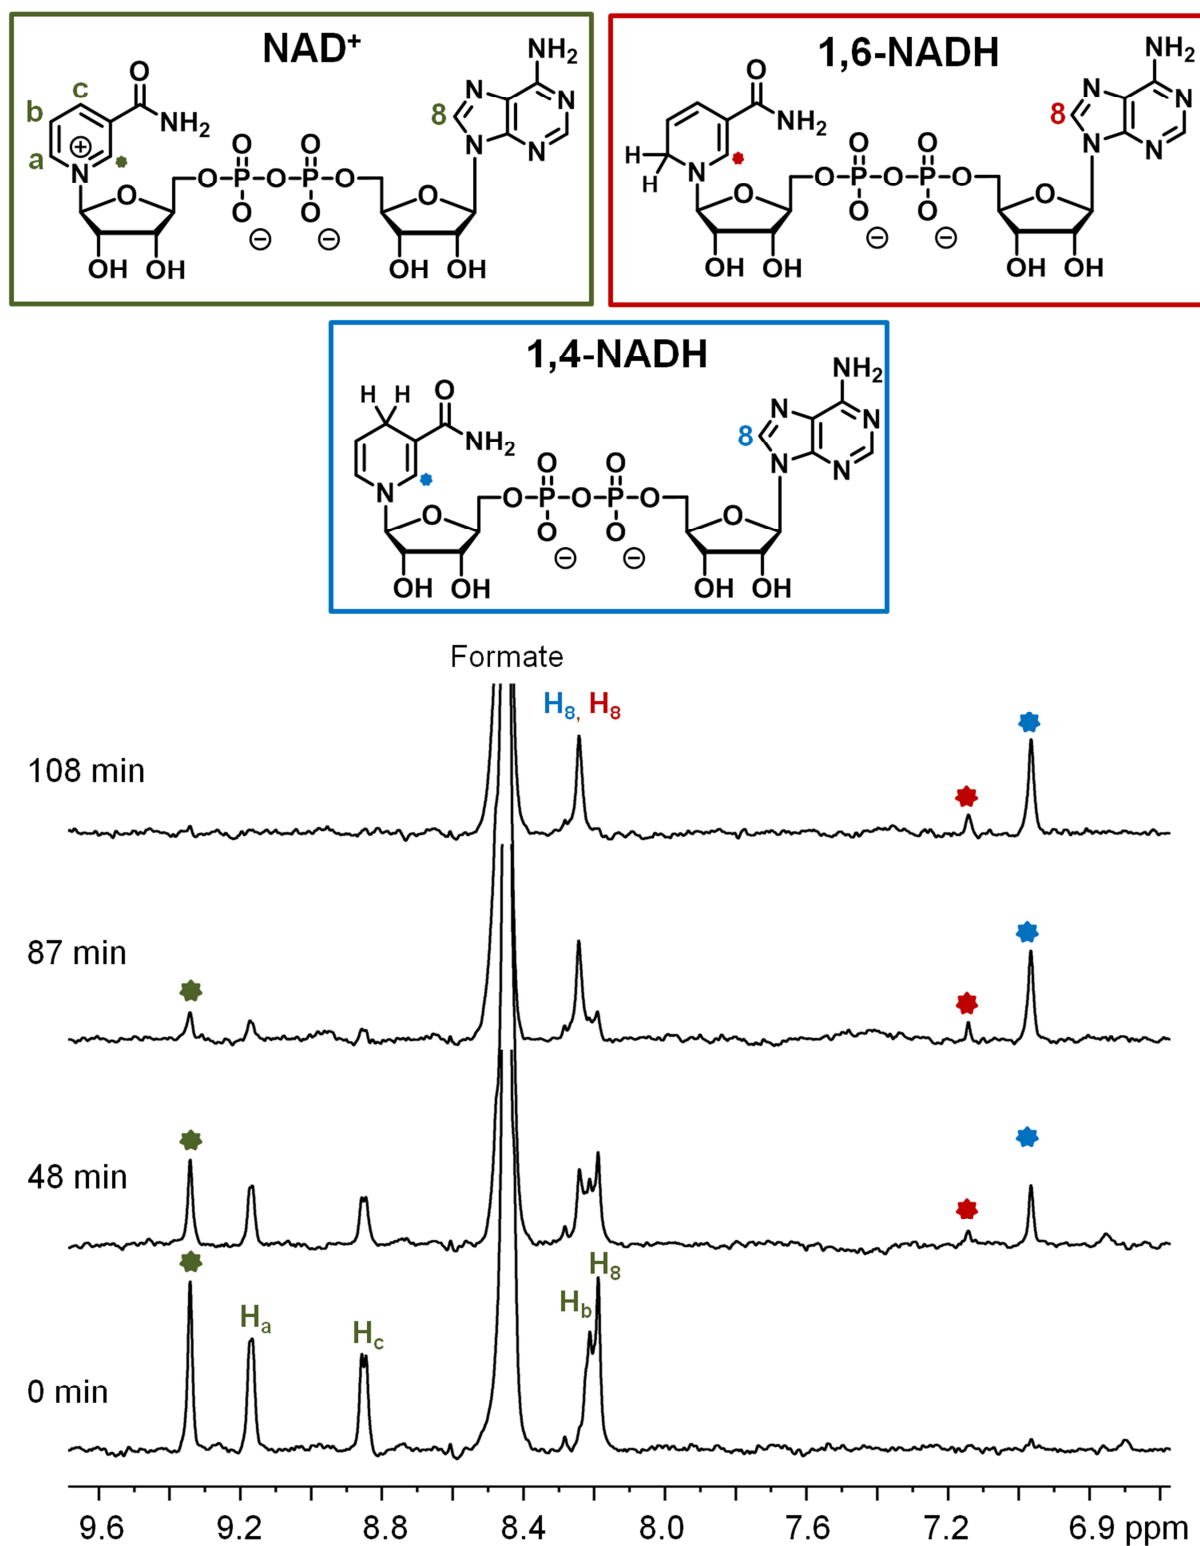 NAD⁺
c
b
a
O
NH₂
N
O
O
P
O
P
O
O
O
O
OH
OH
OH
OH
8
NH₂
N
N
N
N
1,6-NADH
O
NH₂
H
H
N
O
O
P
O
P
O
O
O
O
OH
OH
OH
OH
8
NH₂
N
N
N
N
1,4-NADH
H H
O
NH₂
N
O
O
P
O
P
O
O
O
O
OH
OH
OH
OH
8
NH₂
N
N
N
N
Formate
H₈, H₈
108 min
87 min
48 min
H₈
H_b
H_a
H_c
0 min
9.6 9.2 8.8 8.4 8.0 7.6 7.2 6.9 ppm